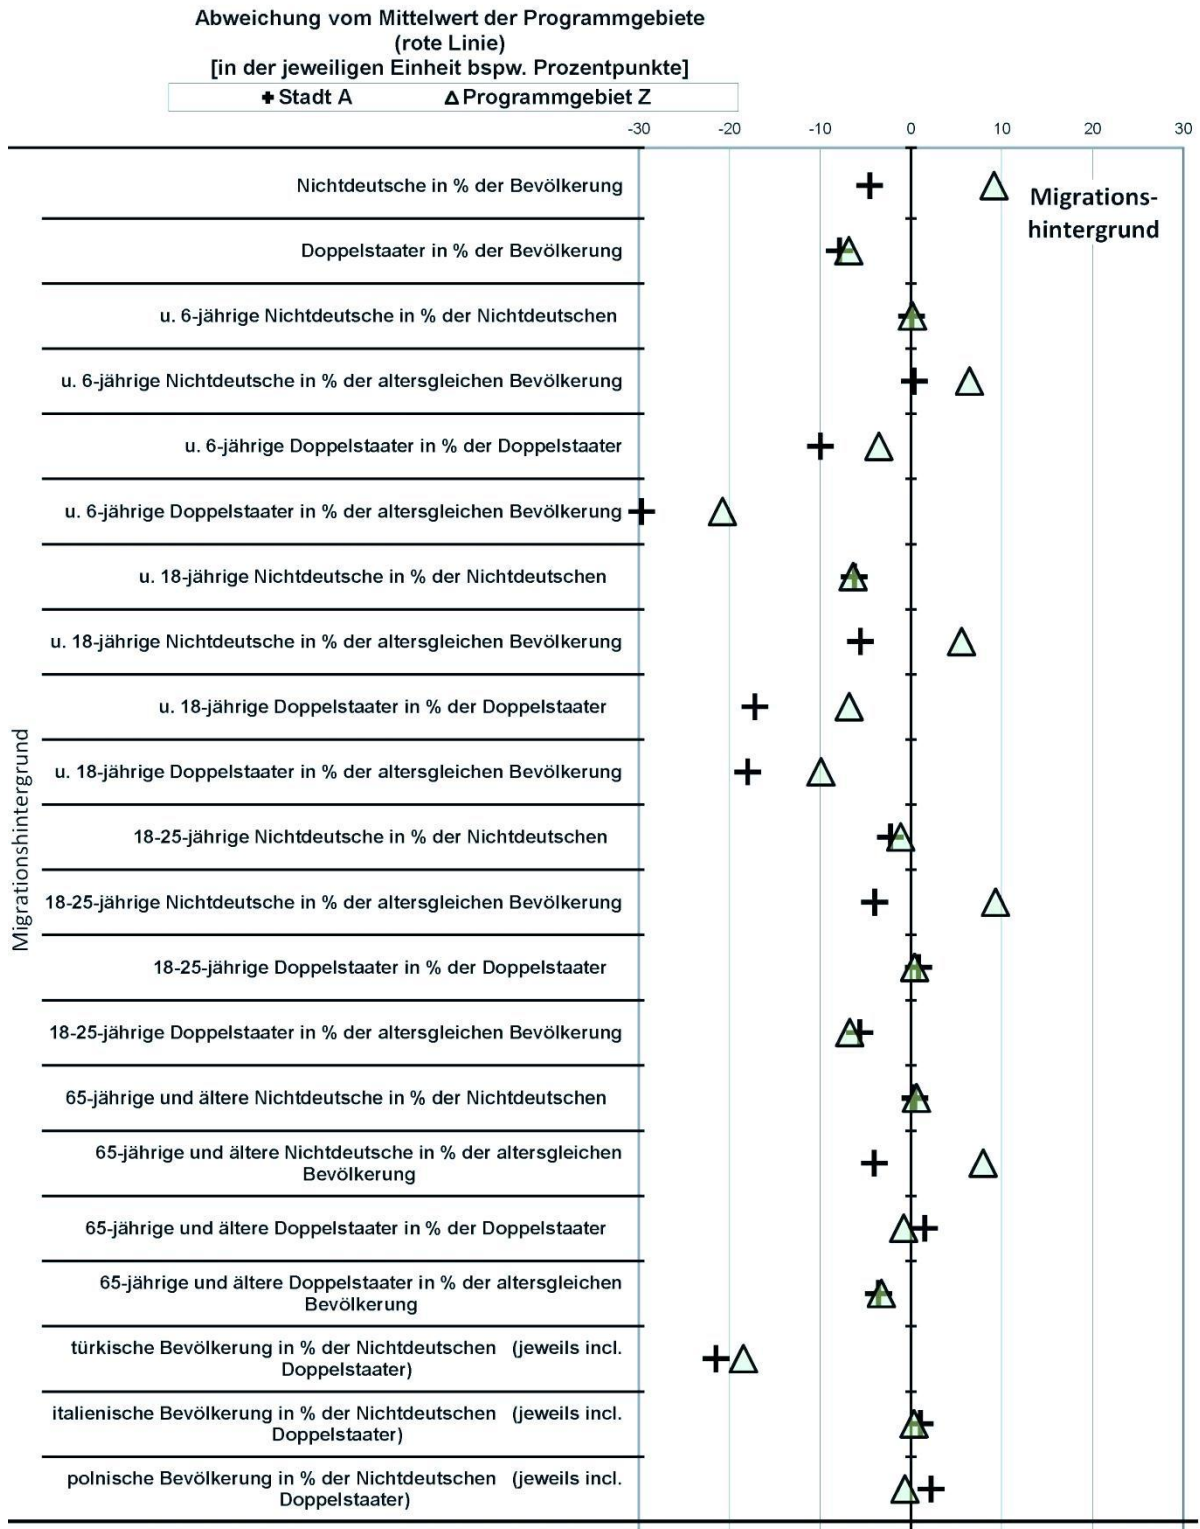 Abweichung vom Mittelwert der Programmgebiete
(rote Linie)
[in der jeweiligen Einheit bspw. Prozentpunkte]
Stadt A Programmgebiet Z
-30 -20 -10 0 10 20 30
Nichtdeutsche in % der Bevölkerung
Migrations-
hintergrund
Doppelstaater in % der Bevölkerung
u. 6-jährige Nichtdeutsche in % der Nichtdeutschen
u. 6-jährige Nichtdeutsche in % der altersgleichen Bevölkerung
u. 6-jährige Doppelstaater in % der Doppelstaater
u. 6-jährige Doppelstaater in % der altersgleichen Bevölkerung
u. 18-jährige Nichtdeutsche in % der Nichtdeutschen
u. 18-jährige Nichtdeutsche in % der altersgleichen Bevölkerung
u. 18-jährige Doppelstaater in % der Doppelstaater
u. 18-jährige Doppelstaater in % der altersgleichen Bevölkerung
18-25-jährige Nichtdeutsche in % der Nichtdeutschen
18-25-jährige Nichtdeutsche in % der altersgleichen Bevölkerung
18-25-jährige Doppelstaater in % der Doppelstaater
18-25-jährige Doppelstaater in % der altersgleichen Bevölkerung
65-jährige und ältere Nichtdeutsche in % der Nichtdeutschen
65-jährige und ältere Nichtdeutsche in % der altersgleichen
Bevölkerung
65-jährige und ältere Doppelstaater in % der Doppelstaater
65-jährige und ältere Doppelstaater in % der altersgleichen
Bevölkerung
türkische Bevölkerung in % der Nichtdeutschen (jeweils incl.
Doppelstaater)
italienische Bevölkerung in % der Nichtdeutschen (jeweils incl.
Doppelstaater)
polnische Bevölkerung in % der Nichtdeutschen (jeweils incl.
Doppelstaater)
Migrationshintergrund